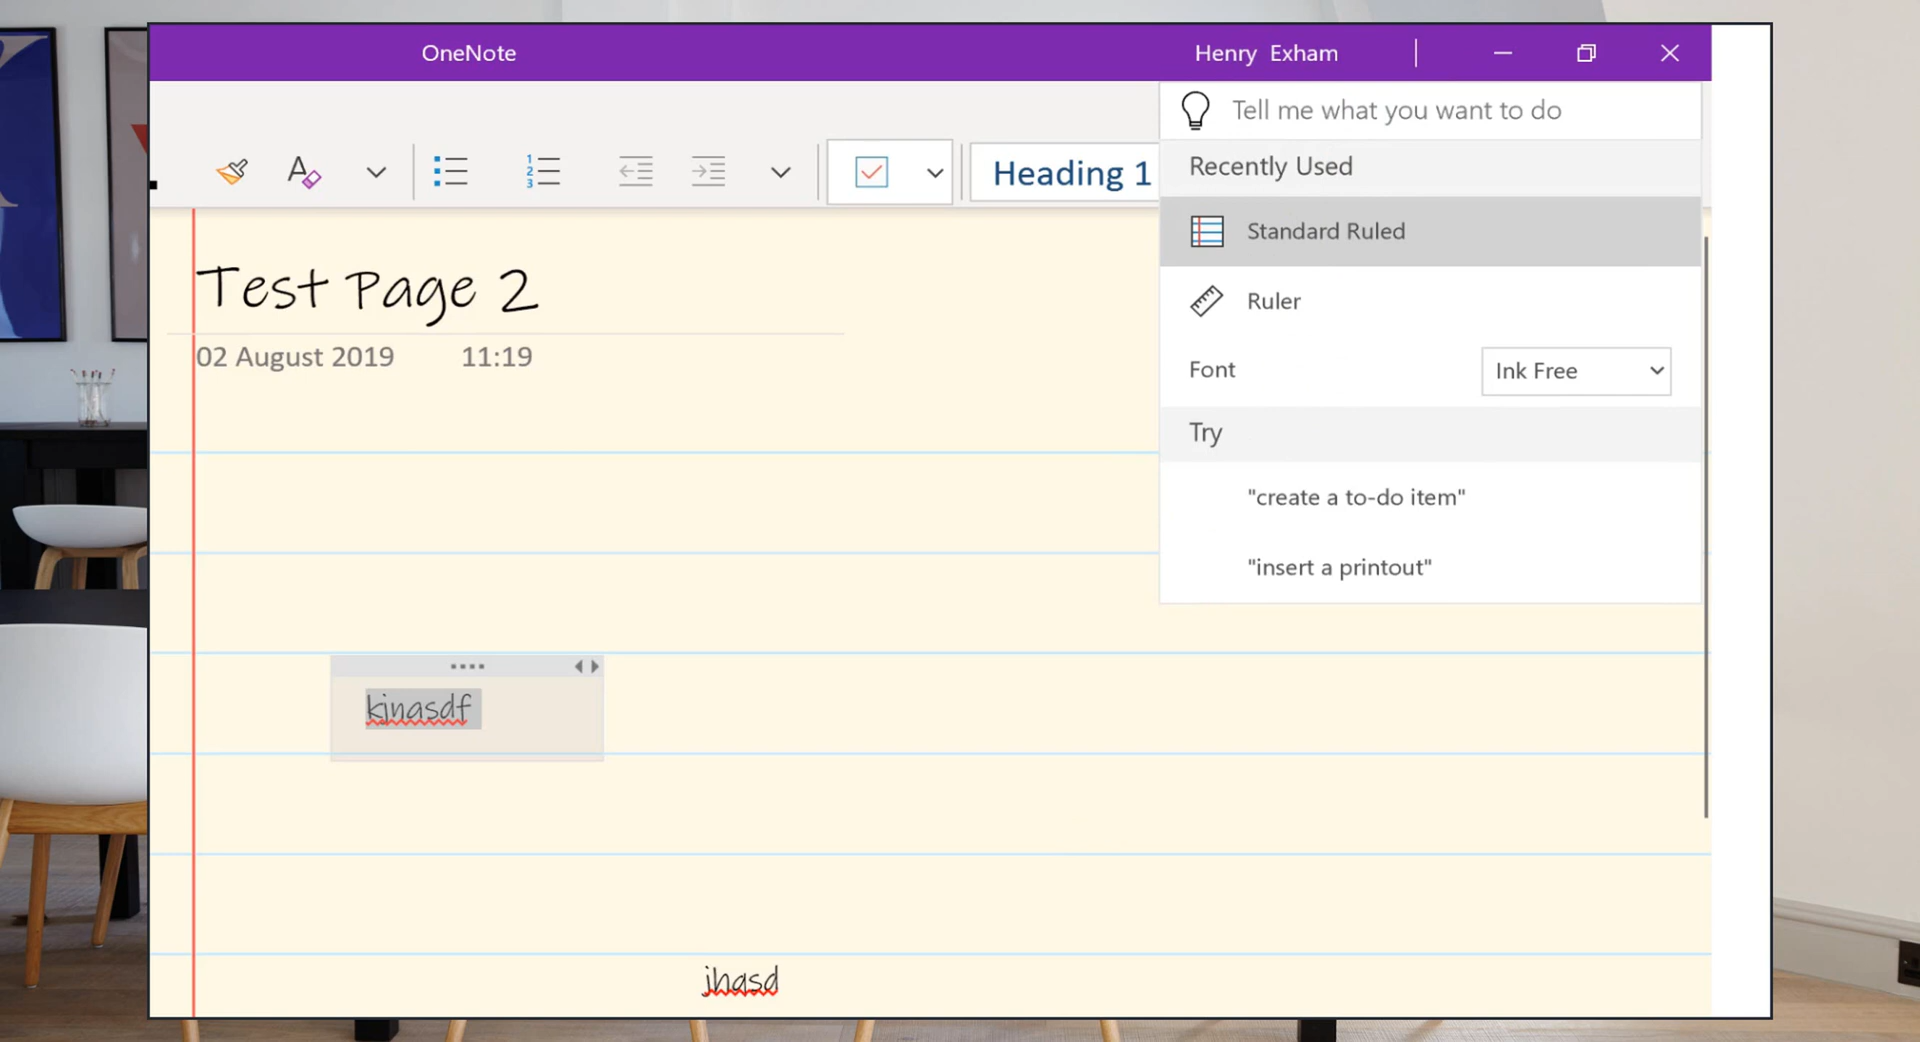 OneNote
Henry Exham
Tell me what you want to do
Heading 1
Recently Used
Standard Ruled
Ruler
Font
Ink Free
Try
"create a to-do item"
"insert a printout"
Test Page 2
02 August 2019 11:19
kjnasdf
jhasd